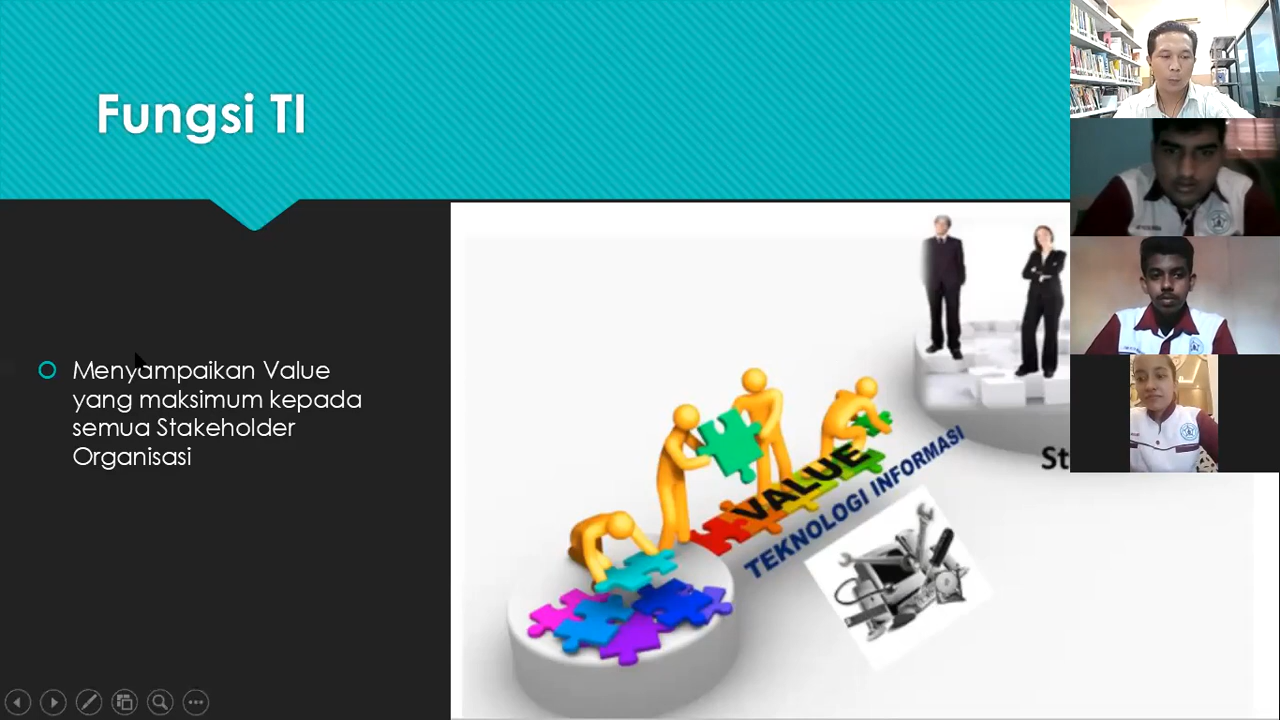 Fungsi TI
Menyampaikan Value
yang maksimum kepada
semua Stakeholder
Organisasi
VALUE
TEKNOLOGI INFORMASI
St